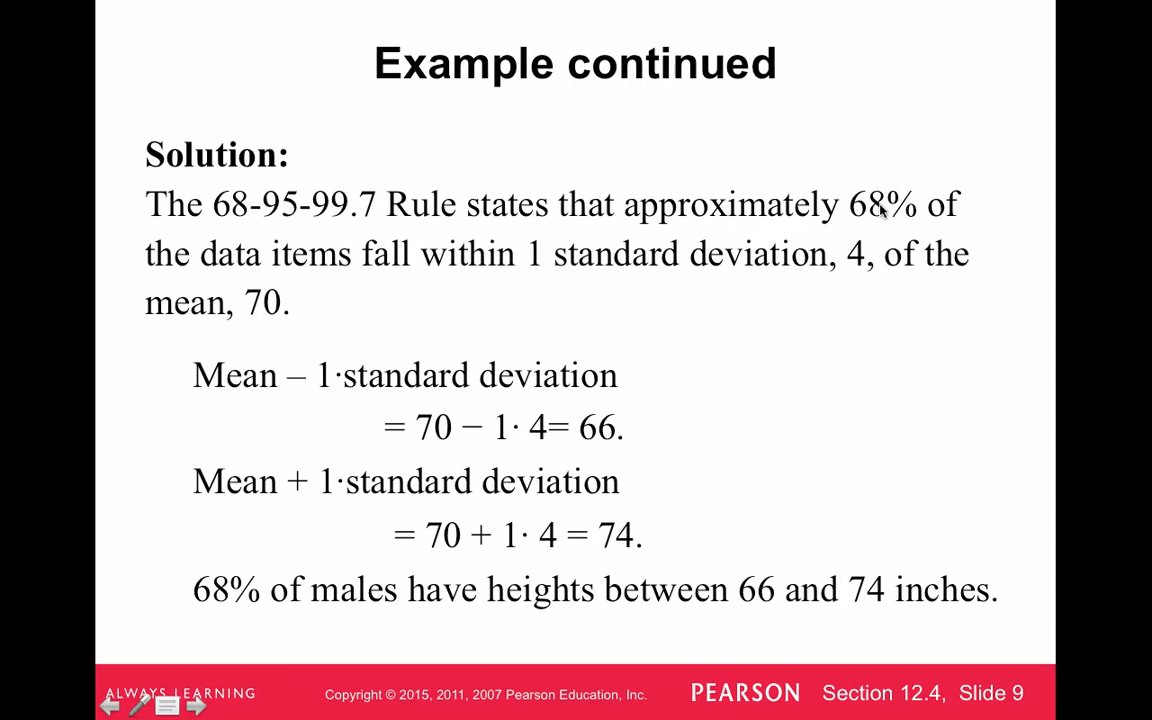 Example continued
Solution:
The 68-95-99.7 Rule states that approximately 68% of
the data items fall within 1 standard deviation, 4, of the
mean, 70.
Mean – 1·standard deviation
= 70 − 1· 4= 66.
Mean + 1·standard deviation
= 70 + 1· 4 = 74.
68% of males have heights between 66 and 74 inches.
ALWAYS LEARNING Copyright © 2015, 2011, 2007 Pearson Education, Inc. PEARSON Section 12.4, Slide 9